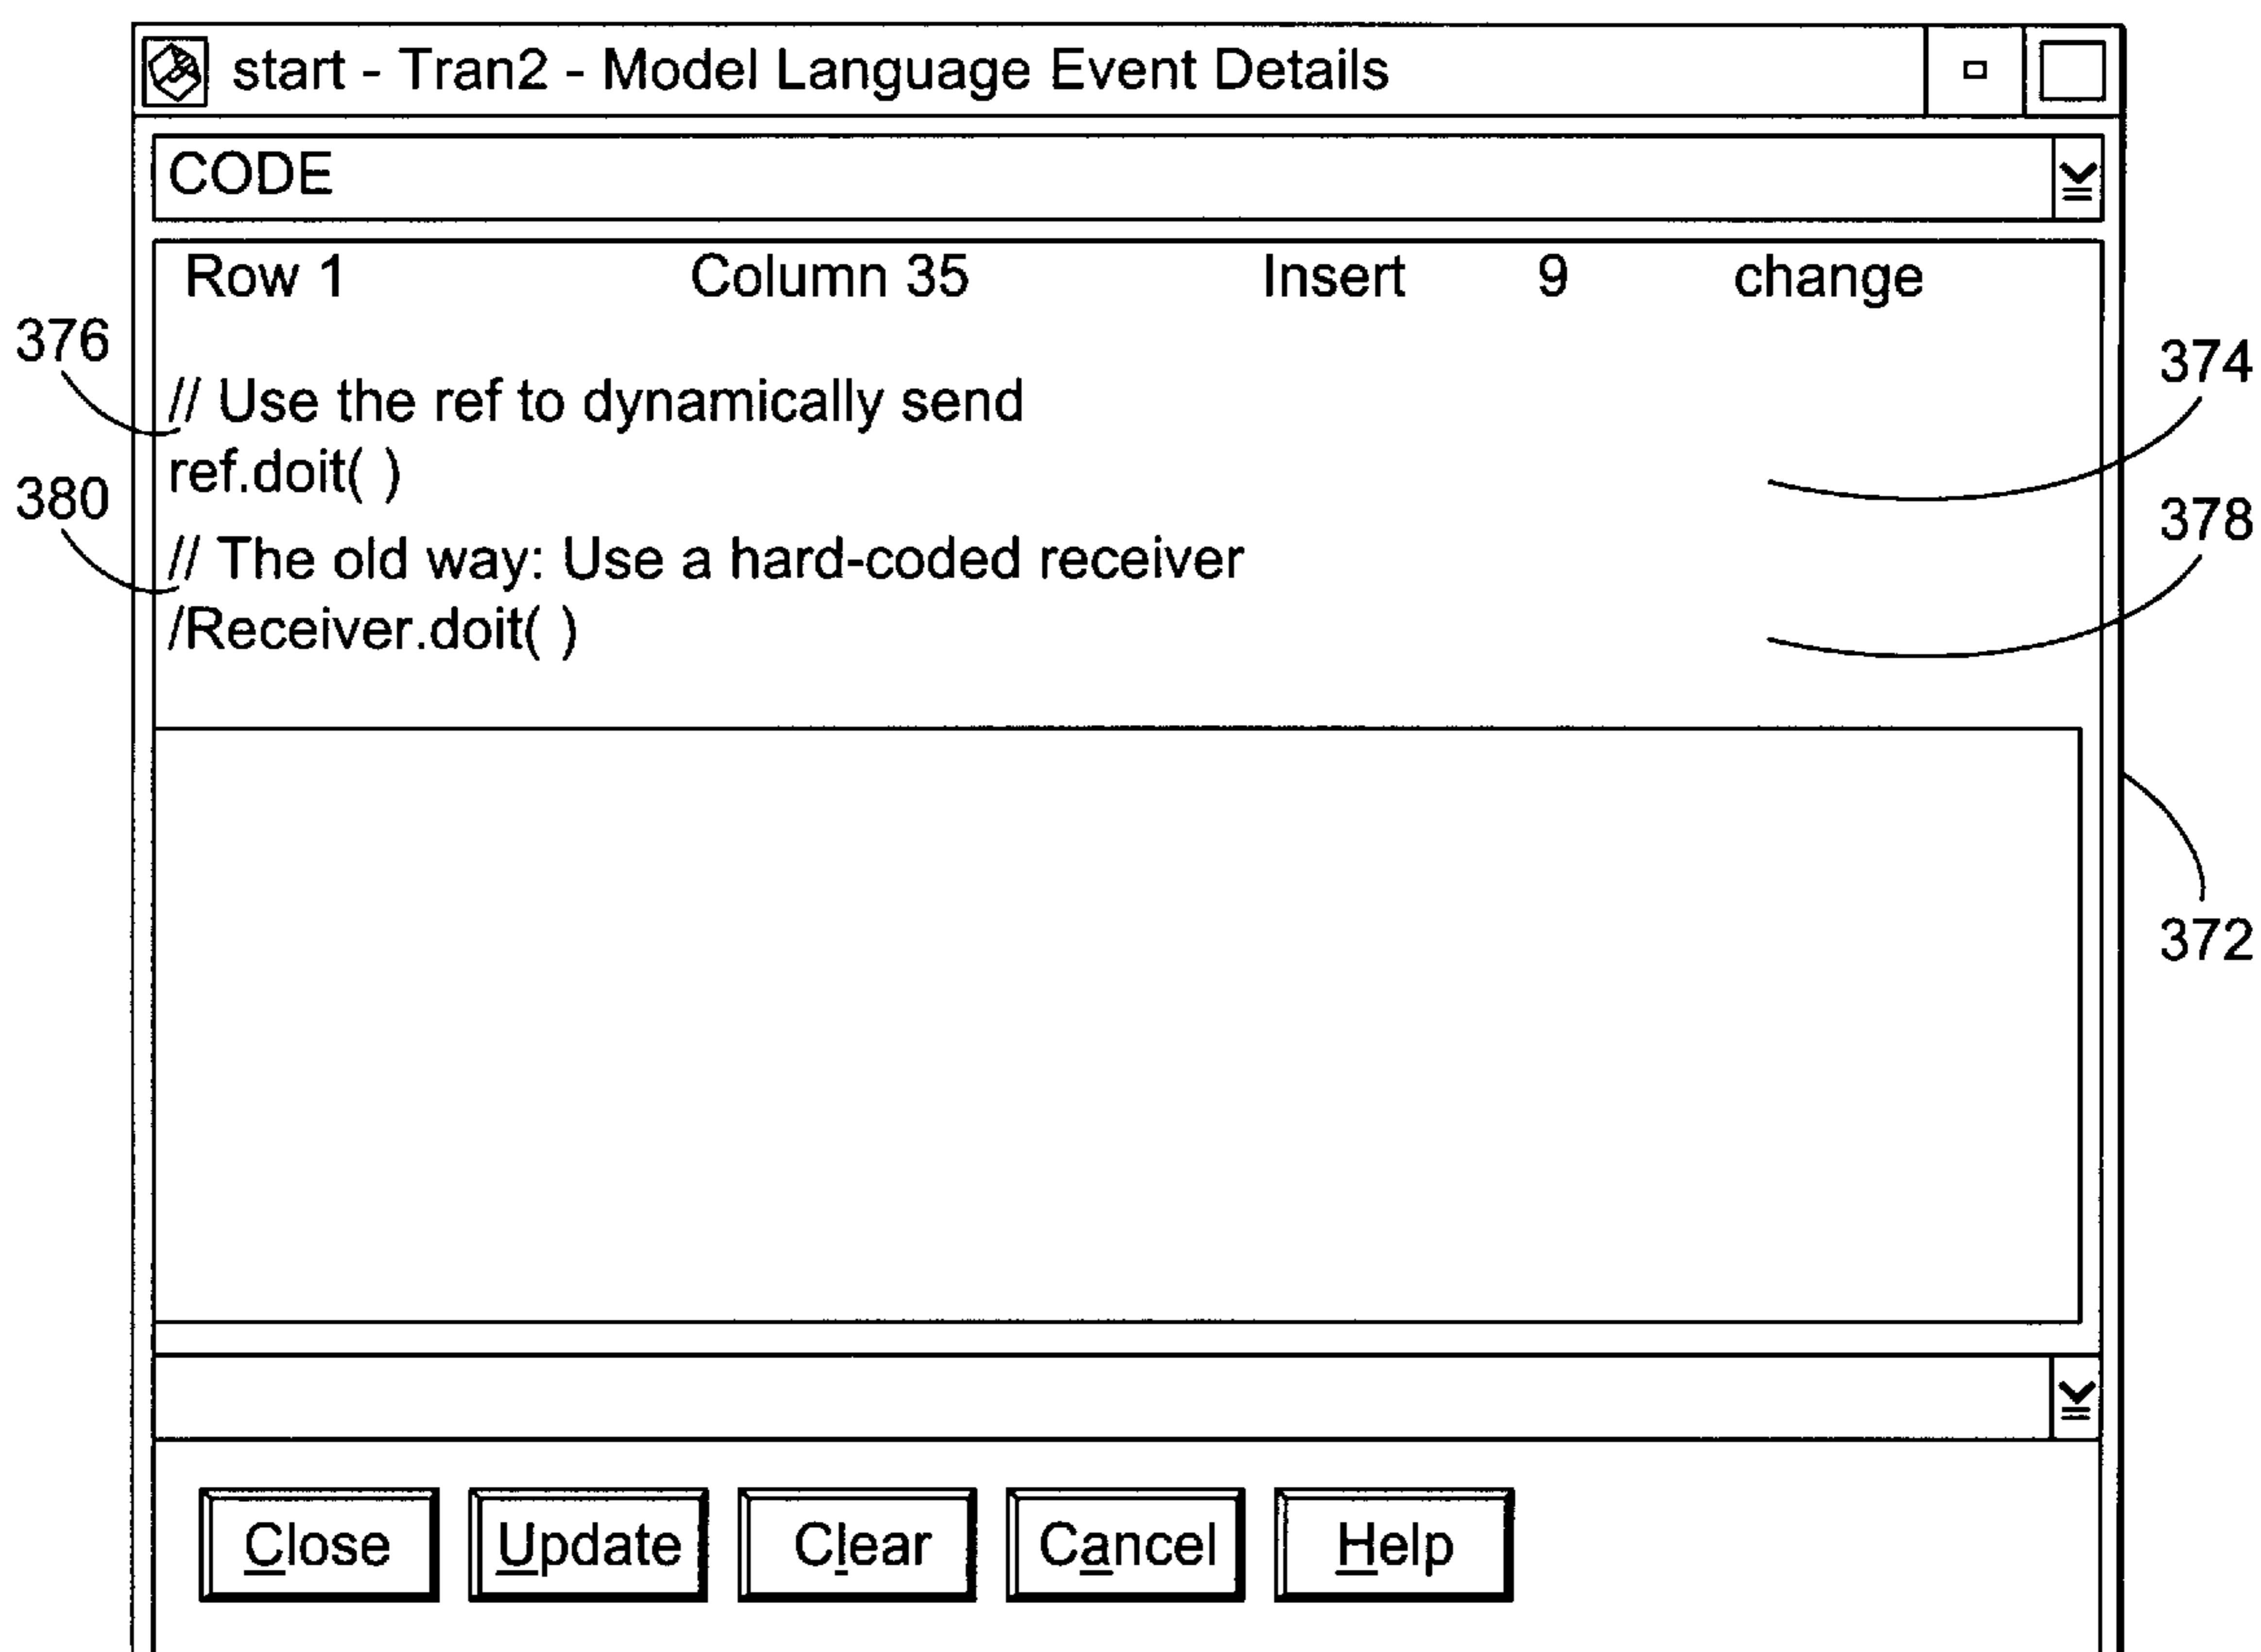 start - Tran2 - Model Language Event Details
CODE
Row 1 Column 35 Insert 9 change
376
374
// Use the ref to dynamically send
ref.doit( )
380
378
// The old way: Use a hard-coded receiver
/Receiver.doit( )
372
Close Update Clear Cancel Help